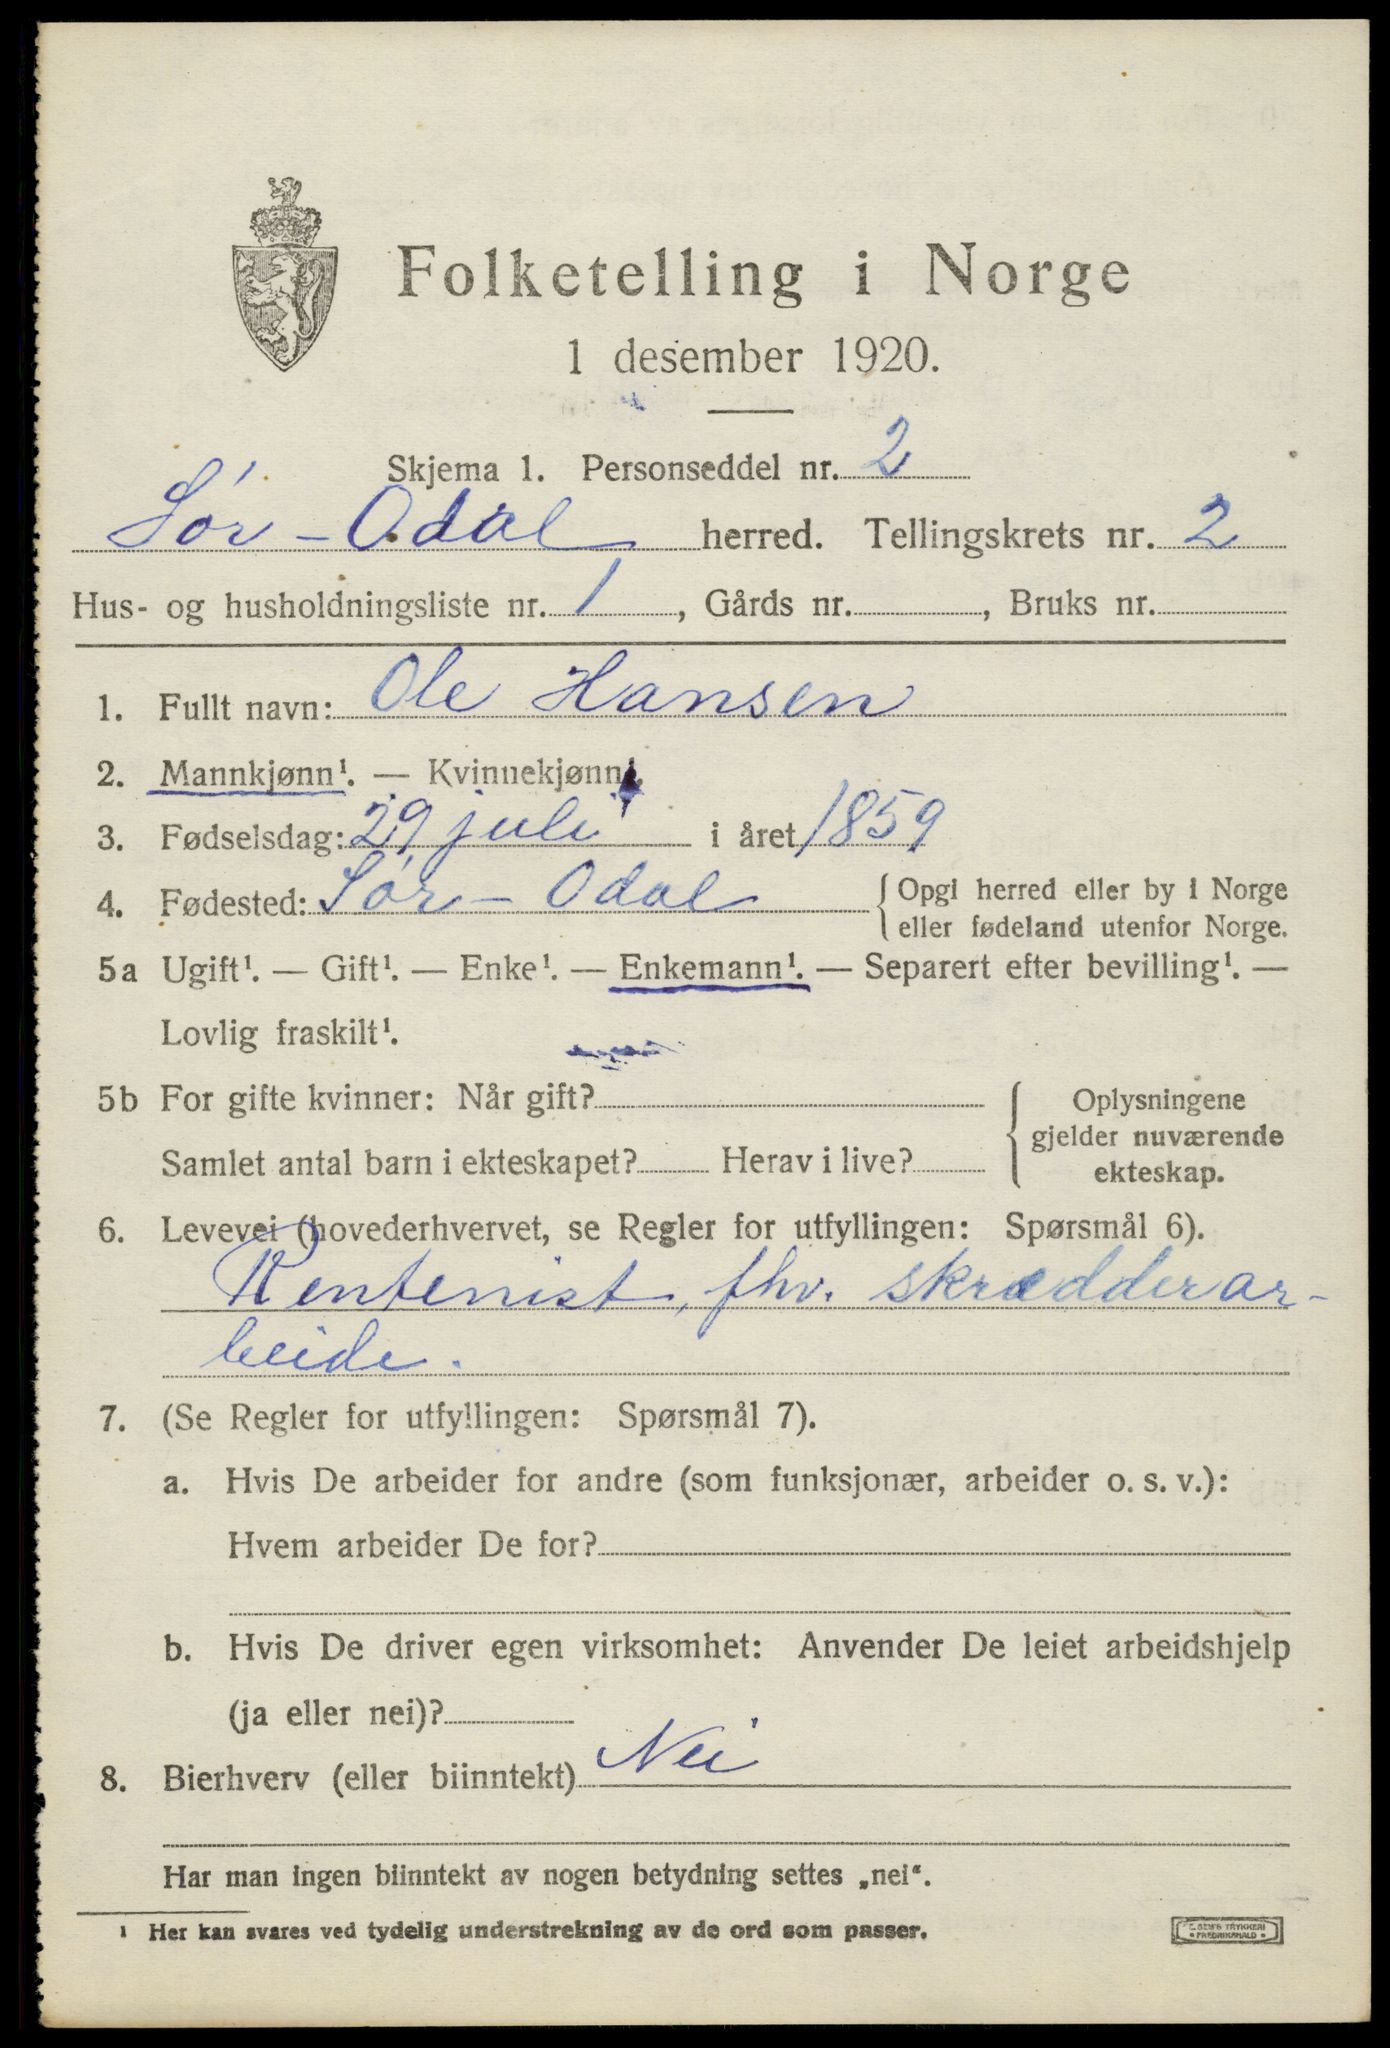 Folketelling i Norge
1 desember 1920.
Skjema 1. Personseddel nr. 2
Sór-Odal herred. Tellingskrets nr. 2
Hus- og husholdningsliste nr. 1, Gårds nr. , Bruks nr.
1. Fullt navn: Ole Hansen
2. Mannkjønn¹. — Kvinnekjønn¹.
3. Fødselsdag: 29 juli i året 1859
4. Fødested: Sór-Odal { Opgi herred eller by i Norge
eller fødeland utenfor Norge.
5a Ugift¹. — Gift¹. — Enke¹. — Enkemann¹. — Separert efter bevilling¹. —
Lovlig fraskilt¹.
5b For gifte kvinner: Når gift? { Oplysningene
gjelder nuværende
Samlet antal barn i ekteskapet? Herav i live?
ekteskap.
6. Levevei (hovederhvervet, se Regler for utfyllingen: Spørsmål 6).
Rentenist, fhv. skrædderar-
beide.
7. (Se Regler for utfyllingen: Spørsmål 7).
a. Hvis De arbeider for andre (som funksjonær, arbeider o. s. v.):
Hvem arbeider De for?
b. Hvis De driver egen virksomhet: Anvender De leiet arbeidshjelp
(ja eller nei)?
8. Bierhverv (eller biinntekt) Nei
Har man ingen biinntekt av nogen betydning settes „nei“.
¹ Her kan svares ved tydelig understrekning av de ord som passer.
SEM'S TRYKKERI
• FREDRIKSHALD •